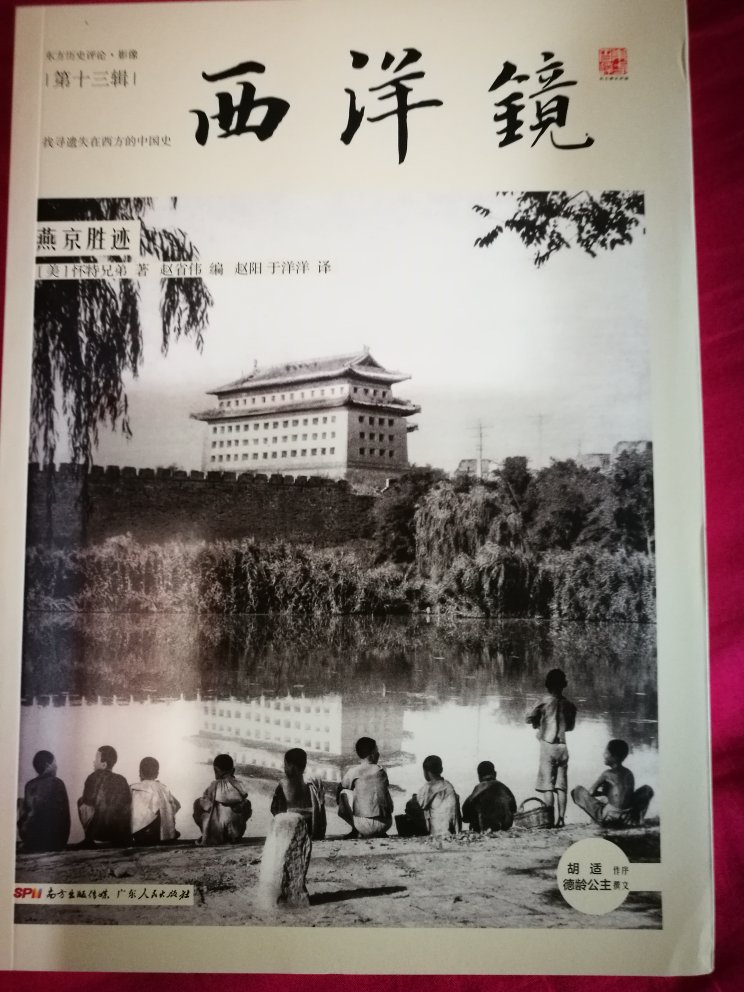 东方历史评论·影像
第十三辑
西洋鏡
找寻遗失在西方的中国史
燕京胜迹
[美]怀特兄弟 著 赵省伟 编 赵阳 于洋洋 译
胡适 作序
德龄公主 撰文
SPM 南方出版传媒 广东人民出版社